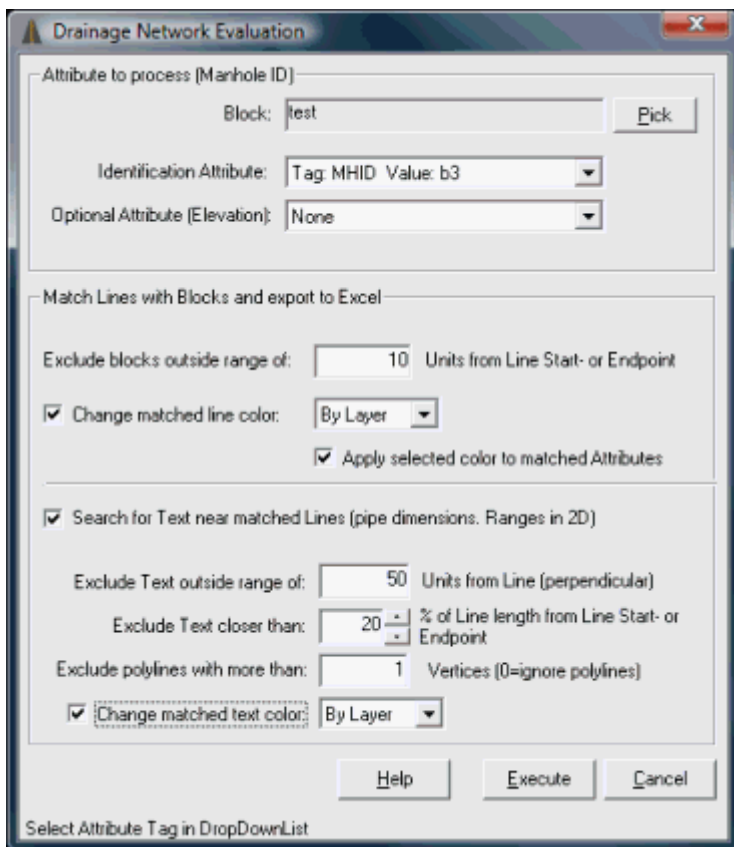 Drainage Network Evaluation
Attribute to process (Manhole ID)
Block: test Pick
Identification Attribute: Tag: MHID Value: b3
Optional Attribute (Elevation): None
Match Lines with Blocks and export to Excel
Exclude blocks outside range of: 10 Units from Line Start- or Endpoint
Change matched line color: By Layer
Apply selected color to matched Attributes
Search for Text near matched Lines (pipe dimensions. Ranges in 2D)
Exclude Text outside range of: 50 Units from Line (perpendicular)
Exclude Text closer than: 20 % of Line length from Line Start- or
Endpoint
Exclude polylines with more than: 1 Vertices (0=ignore polylines)
Change matched text color: By Layer
Help Execute Cancel
Select Attribute Tag in DropDownList